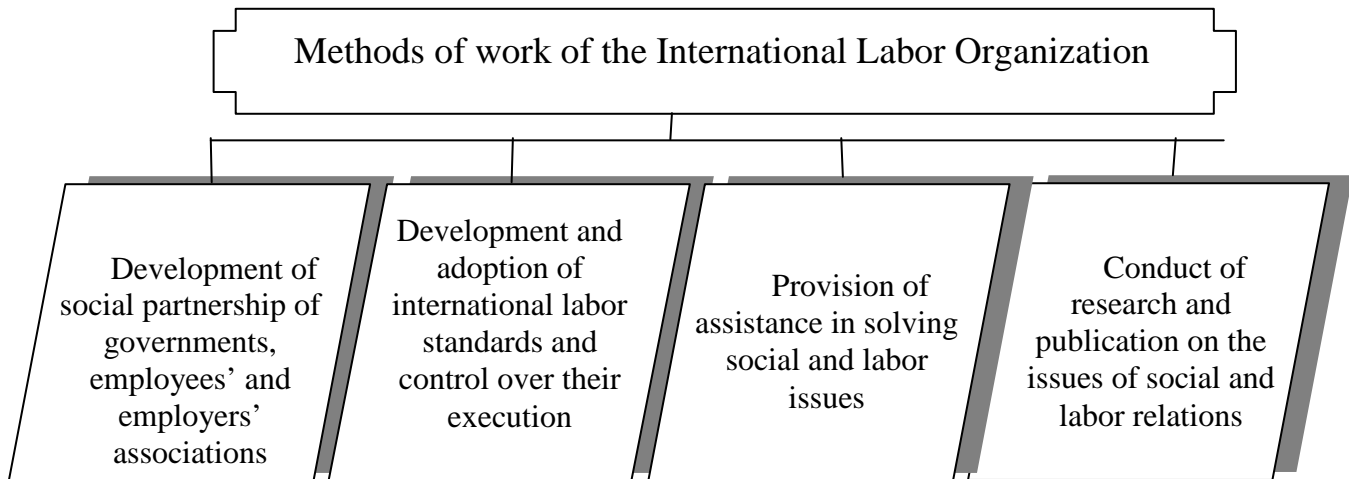 Methods of work of the International Labor Organization
Development of
social partnership of
governments,
employees’ and
employers’
associations
Development and
adoption of
international labor
standards and
control over their
execution
Provision of
assistance in solving
social and labor
issues
Conduct of
research and
publication on the
issues of social and
labor relations